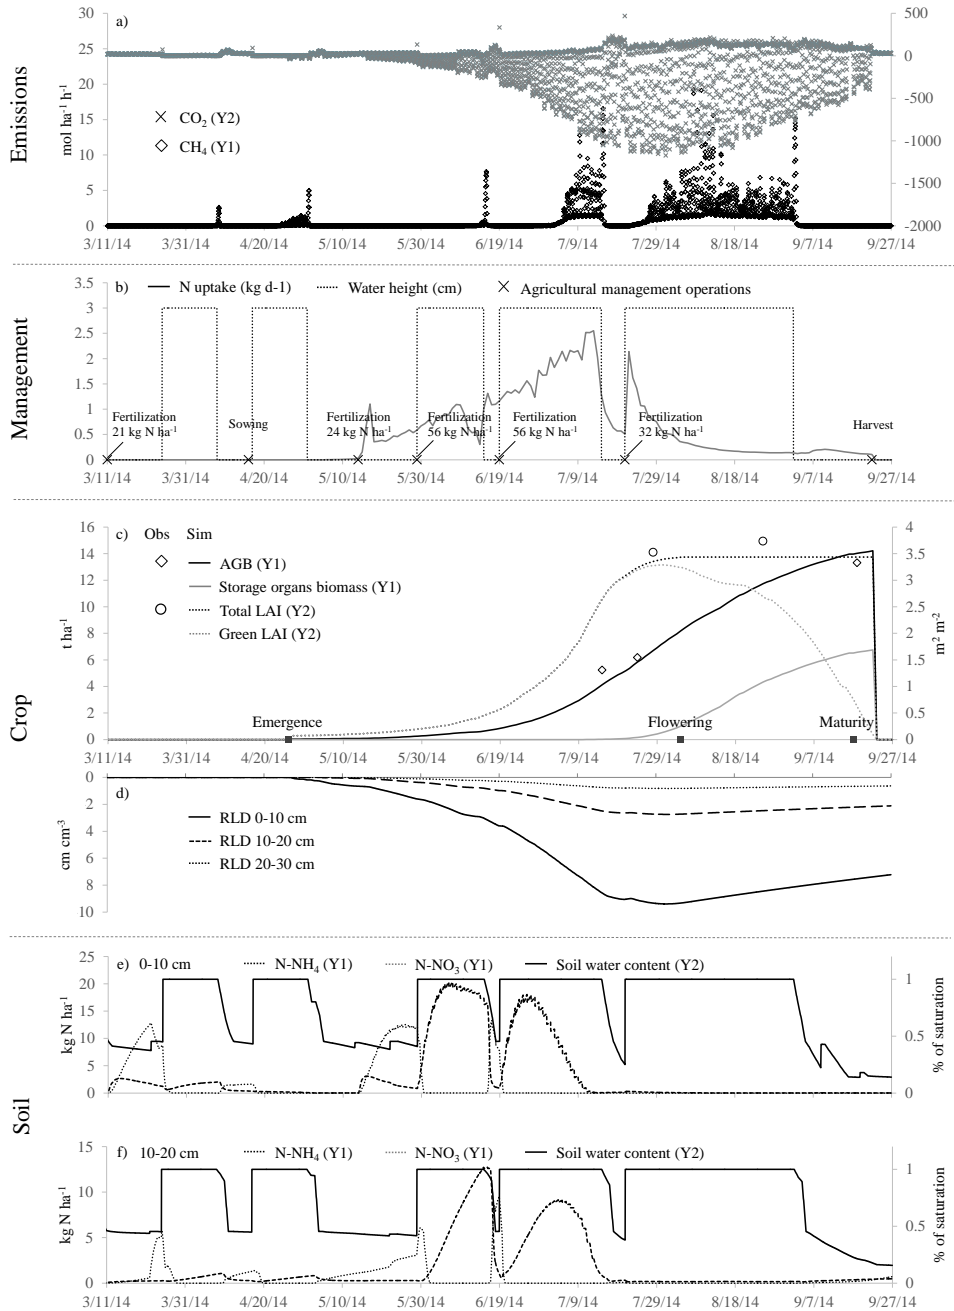 Emissions
a)
mol ha-1 h-1
30
25
20
15
10
5
0
500
0
-500
-1000
-1500
-2000
CO2 (Y2)
CH4 (Y1)
3/11/14 3/31/14 4/20/14 5/10/14 5/30/14 6/19/14 7/9/14 7/29/14 8/18/14 9/7/14 9/27/14
Management
b) N uptake (kg d-1) Water height (cm) Agricultural management operations
3.5
3
2.5
2
1.5
1
0.5
0
Fertilization
21 kg N ha-1
Sowing
Fertilization
24 kg N ha-1
Fertilization
56 kg N ha-1
Fertilization
56 kg N ha-1
Fertilization
32 kg N ha-1
Harvest
3/11/14 3/31/14 4/20/14 5/10/14 5/30/14 6/19/14 7/9/14 7/29/14 8/18/14 9/7/14 9/27/14
Crop
c) Obs Sim
AGB (Y1)
Storage organs biomass (Y1)
Total LAI (Y2)
Green LAI (Y2)
t ha-1
16
14
12
10
8
6
4
2
0
m2 m-2
4
3.5
3
2.5
2
1.5
1
0.5
0
Emergence Flowering Maturity
3/11/14 3/31/14 4/20/14 5/10/14 5/30/14 6/19/14 7/9/14 7/29/14 8/18/14 9/7/14 9/27/14
d)
cm cm-3
0
2
4
6
8
10
RLD 0-10 cm
RLD 10-20 cm
RLD 20-30 cm
Soil
e) 0-10 cm N-NH4 (Y1) N-NO3 (Y1) Soil water content (Y2)
kg N ha-1
25
20
15
10
5
0
% of saturation
1
0.5
0
3/11/14 3/31/14 4/20/14 5/10/14 5/30/14 6/19/14 7/9/14 7/29/14 8/18/14 9/7/14 9/27/14
f) 10-20 cm N-NH4 (Y1) N-NO3 (Y1) Soil water content (Y2)
kg N ha-1
15
10
5
0
% of saturation
1
0.5
0
3/11/14 3/31/14 4/20/14 5/10/14 5/30/14 6/19/14 7/9/14 7/29/14 8/18/14 9/7/14 9/27/14